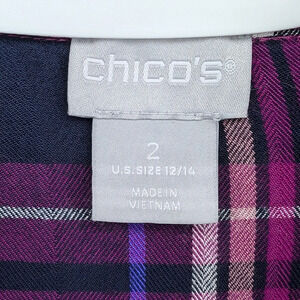 chico's®
2
U.S. SIZE 12/14
MADE IN
VIETNAM